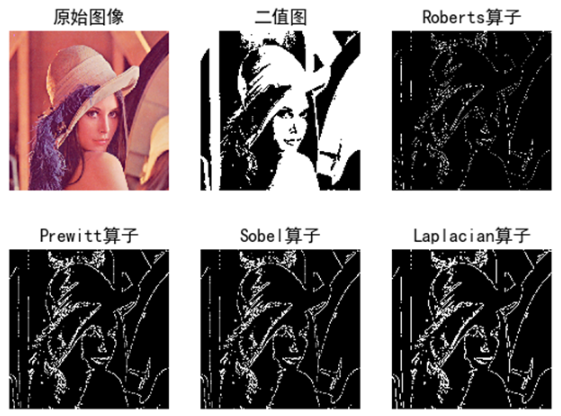 原始图像
二值图
Roberts算子
Prewitt算子
Sobel算子
Laplacian算子